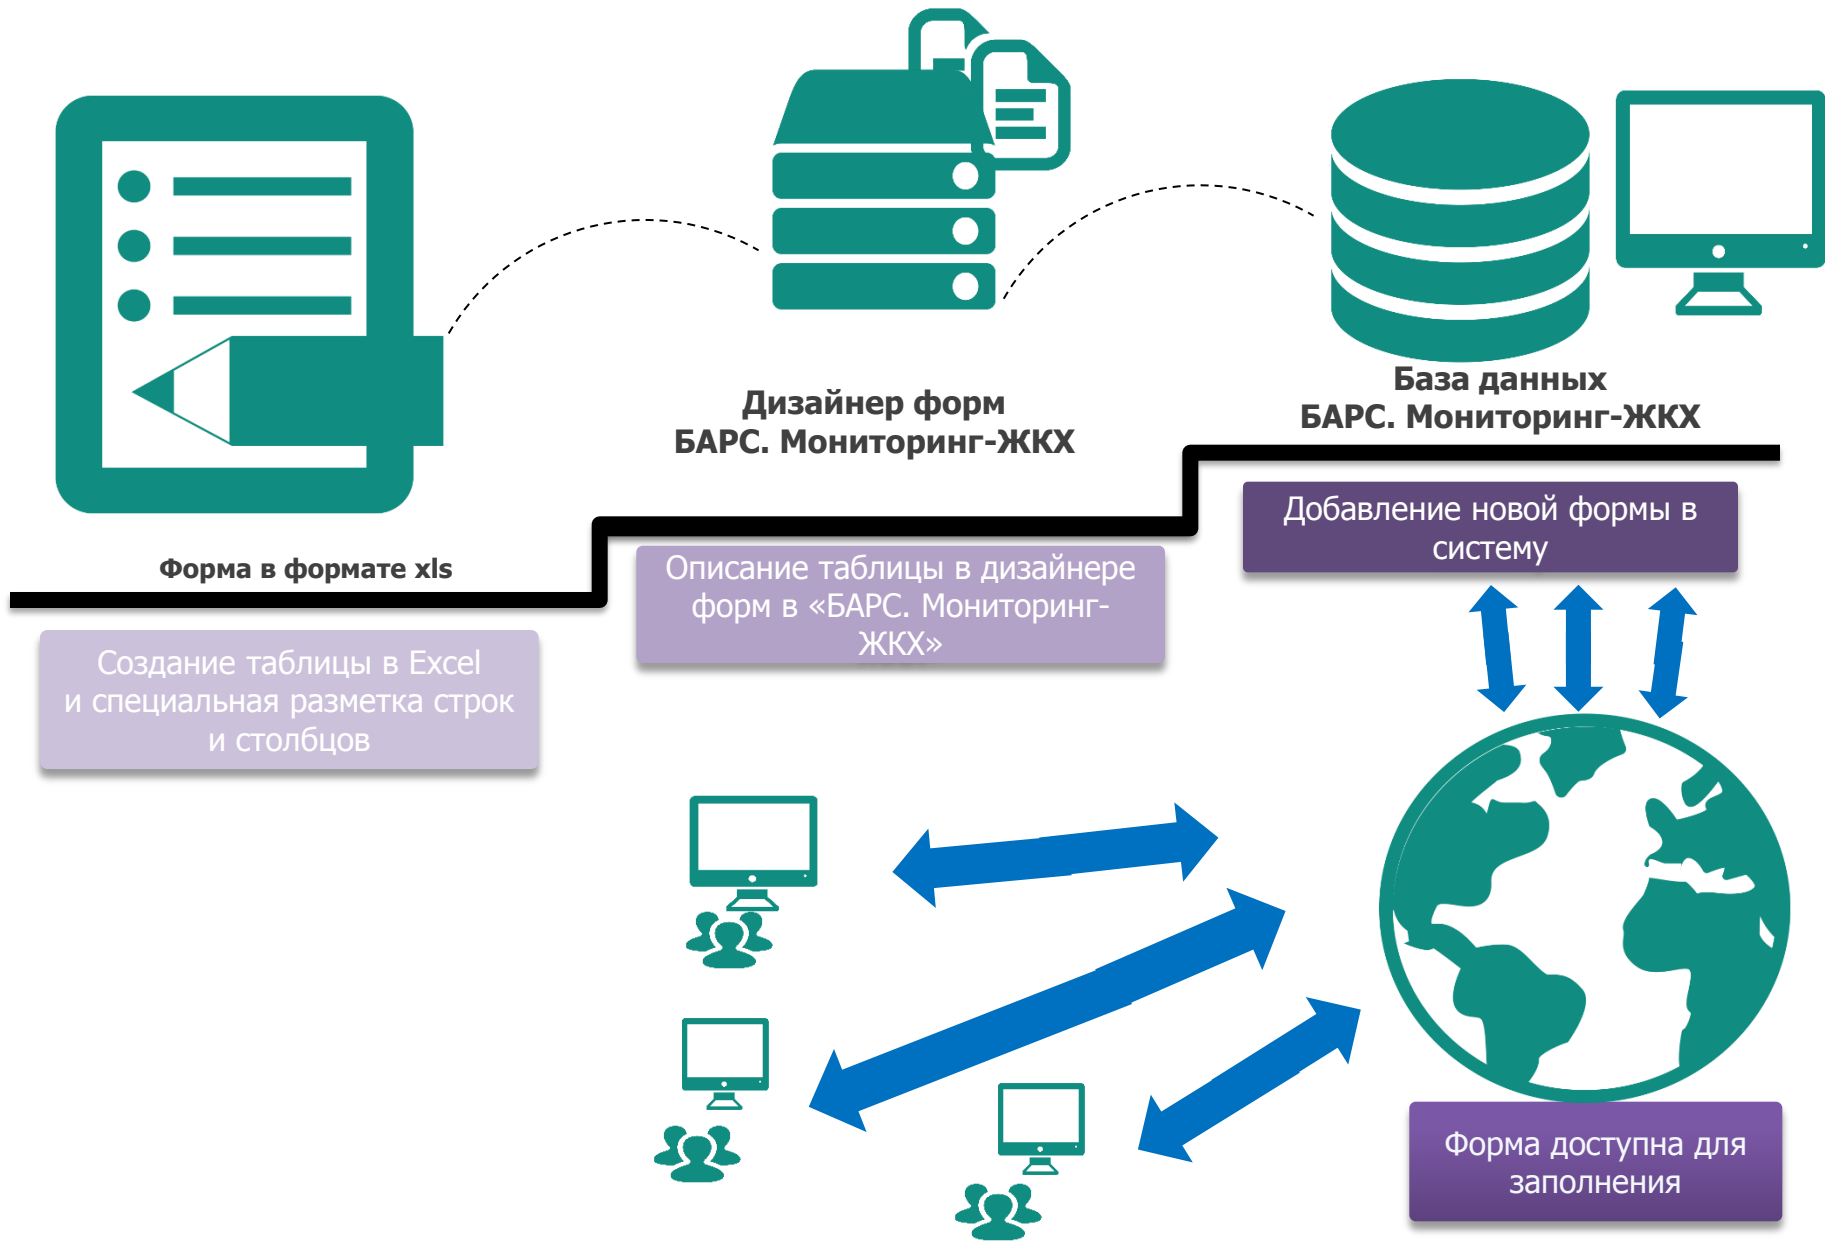 Дизайнер форм
БАРС. Мониторинг-ЖКХ
База данных
БАРС. Мониторинг-ЖКХ
Форма в формате xls
Создание таблицы в Excel
и специальная разметка строк
и столбцов
Описание таблицы в дизайнере
форм в «БАРС. Мониторинг-
ЖКХ»
Добавление новой формы в
систему
Форма доступна для
заполнения